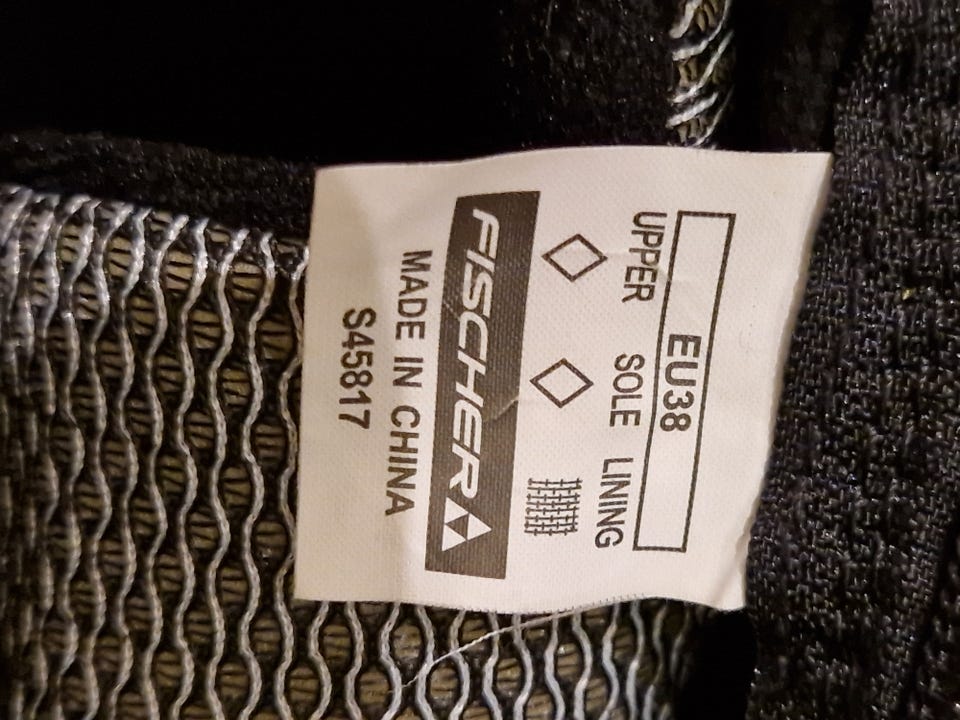 EU38
UPPER SOLE LINING
FISCHER
MADE IN CHINA
S45817